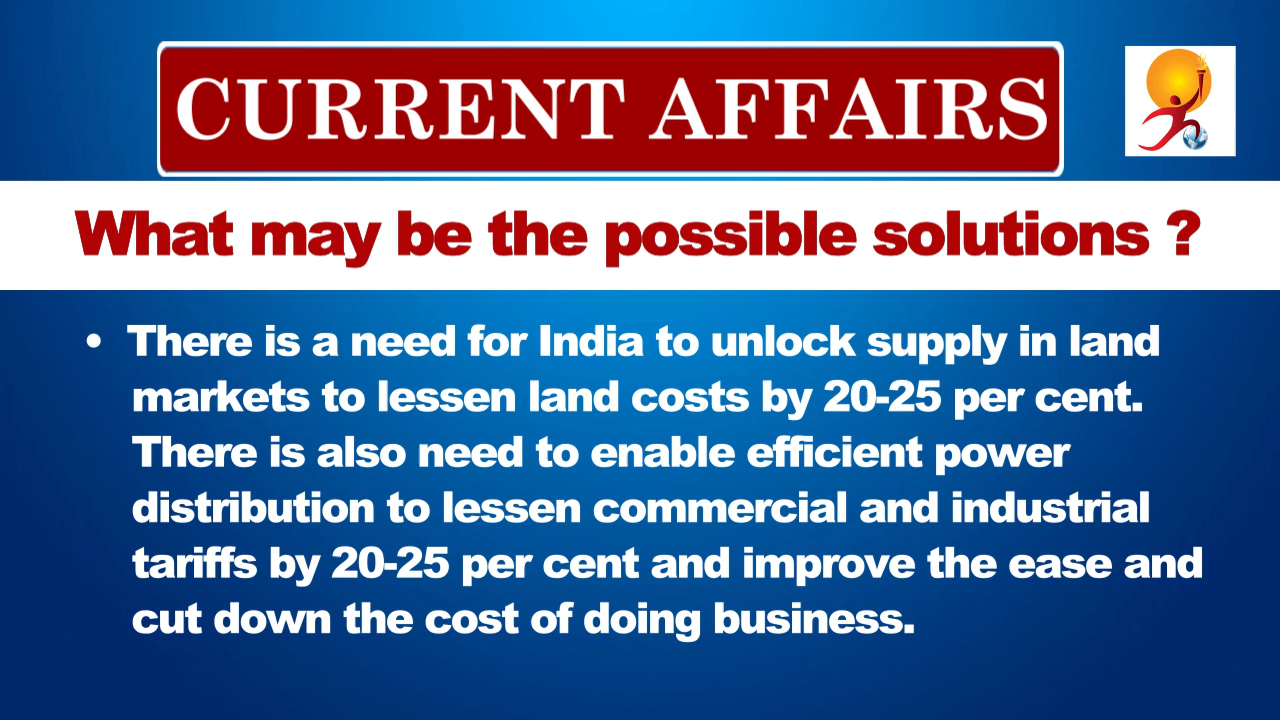 CURRENT AFFAIRS
What may be the possible solutions ?
• There is a need for India to unlock supply in land
markets to lessen land costs by 20-25 per cent.
There is also need to enable efficient power
distribution to lessen commercial and industrial
tariffs by 20-25 per cent and improve the ease and
cut down the cost of doing business.